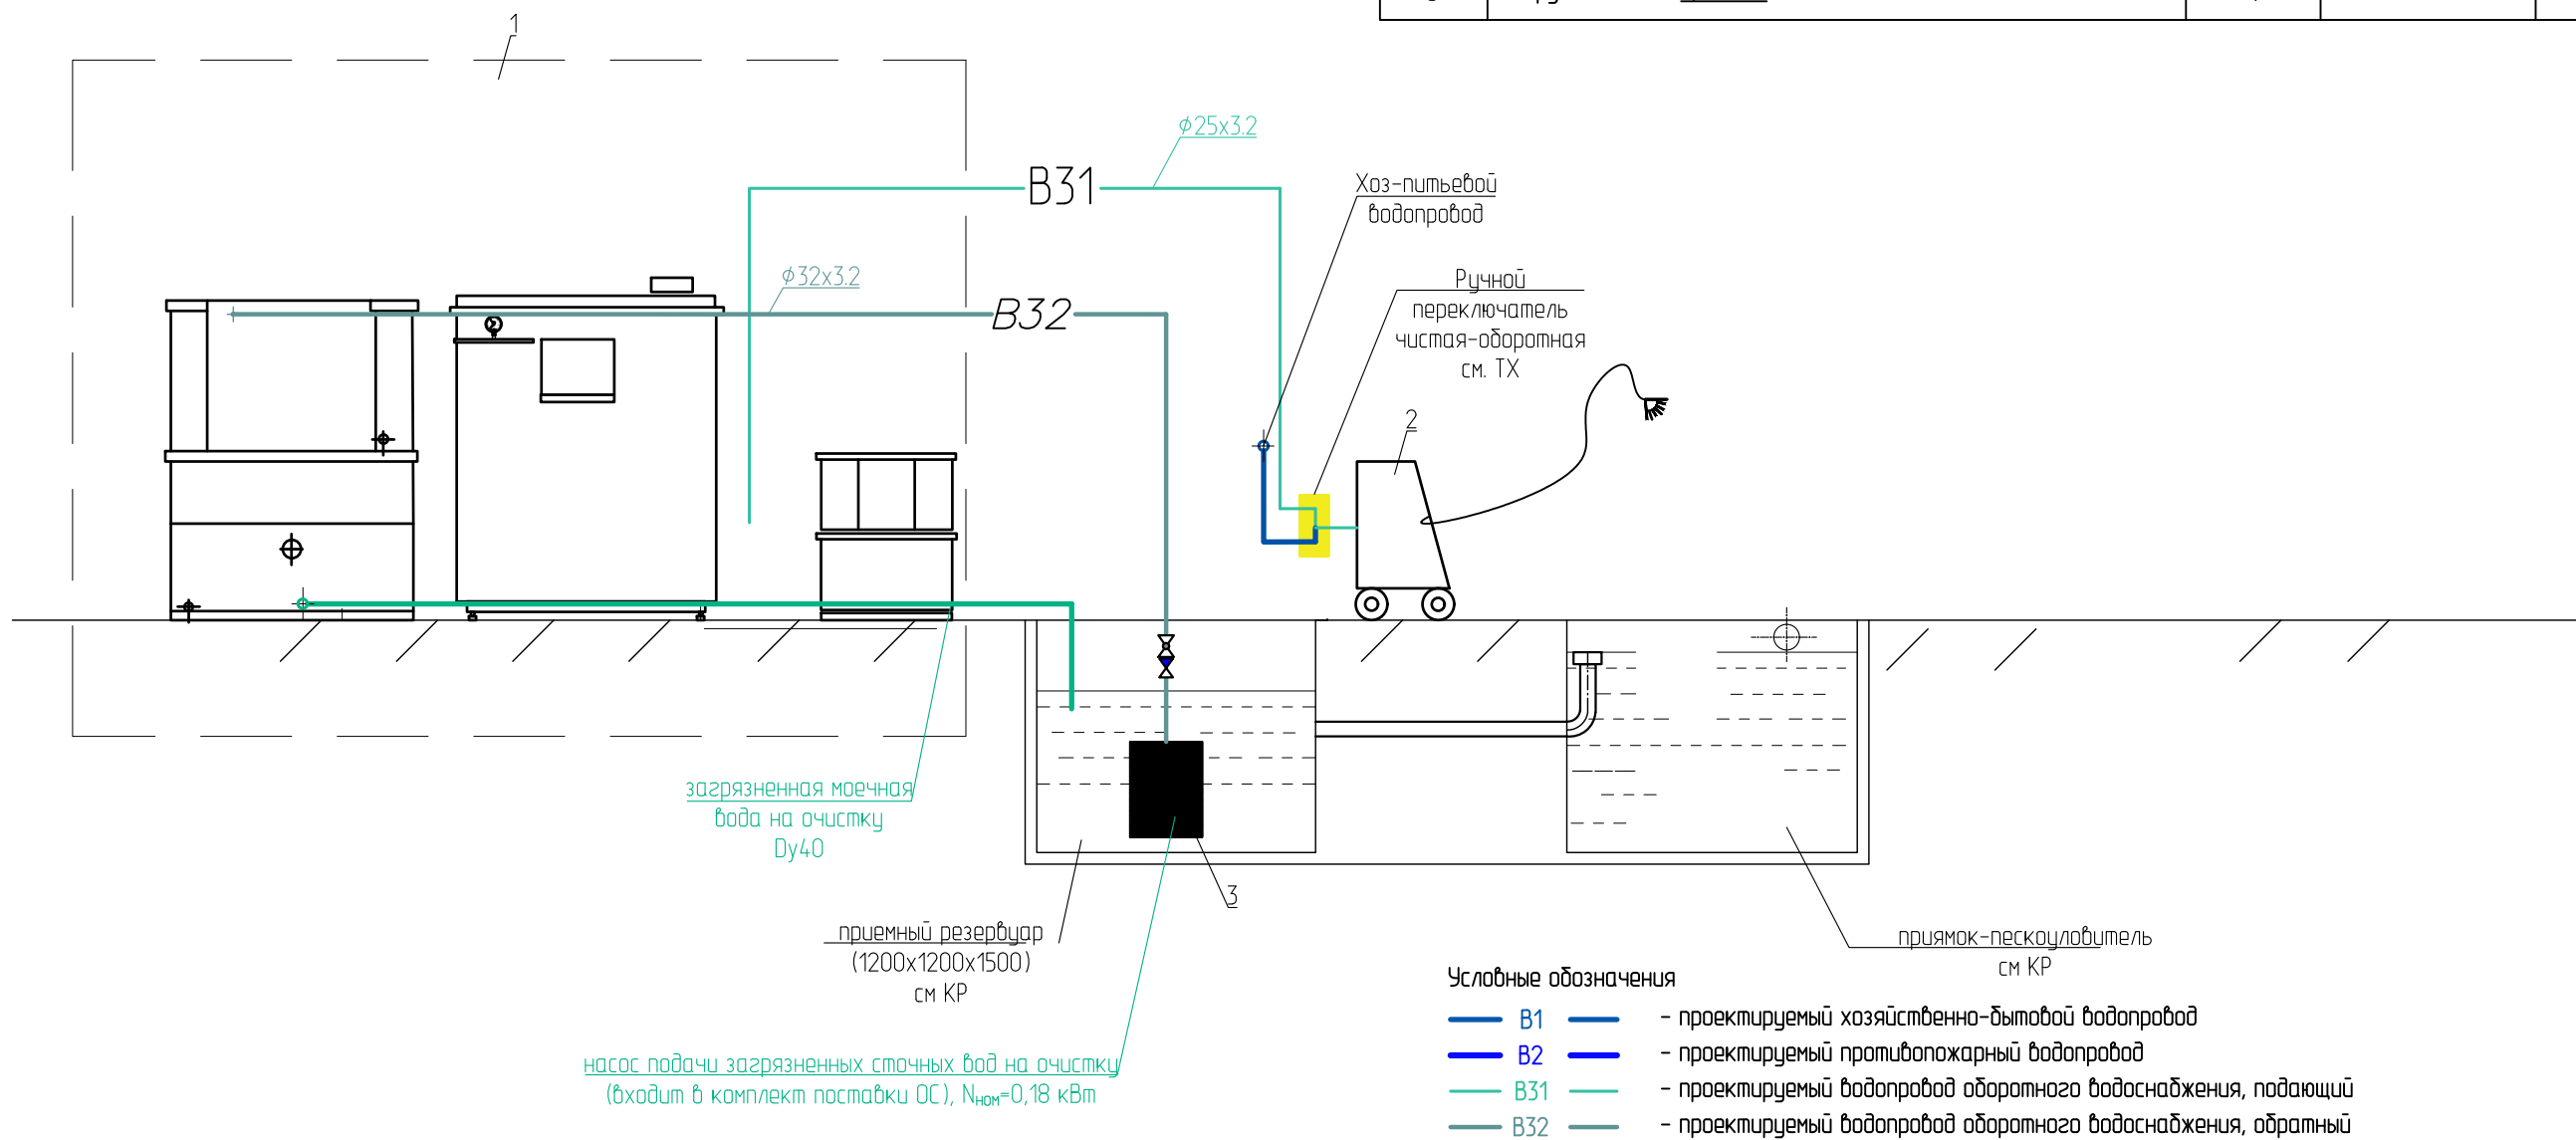 1
ϕ25x3.2
В31
Хоз-питьевой
водопровод
ϕ32x3.2
В32
Ручной
переключатель
чистая-оборотная
см. ТХ
2
загрязненная моечная
вода на очистку
Dy40
3
приемный резервуар
(1200x1200x1500)
см КР
приямок-пескоуловитель
см КР
насос подачи загрязненных сточных вод на очистку
(входит в комплект поставки ОС), Nном=0,18 кВт
Условные обозначения
В1 - проектируемый хозяйственно-бытовой водопровод
В2 - проектируемый противопожарный водопровод
В31 - проектируемый водопровод оборотного водоснабжения, подающий
В32 - проектируемый водопровод оборотного водоснабжения, обратный